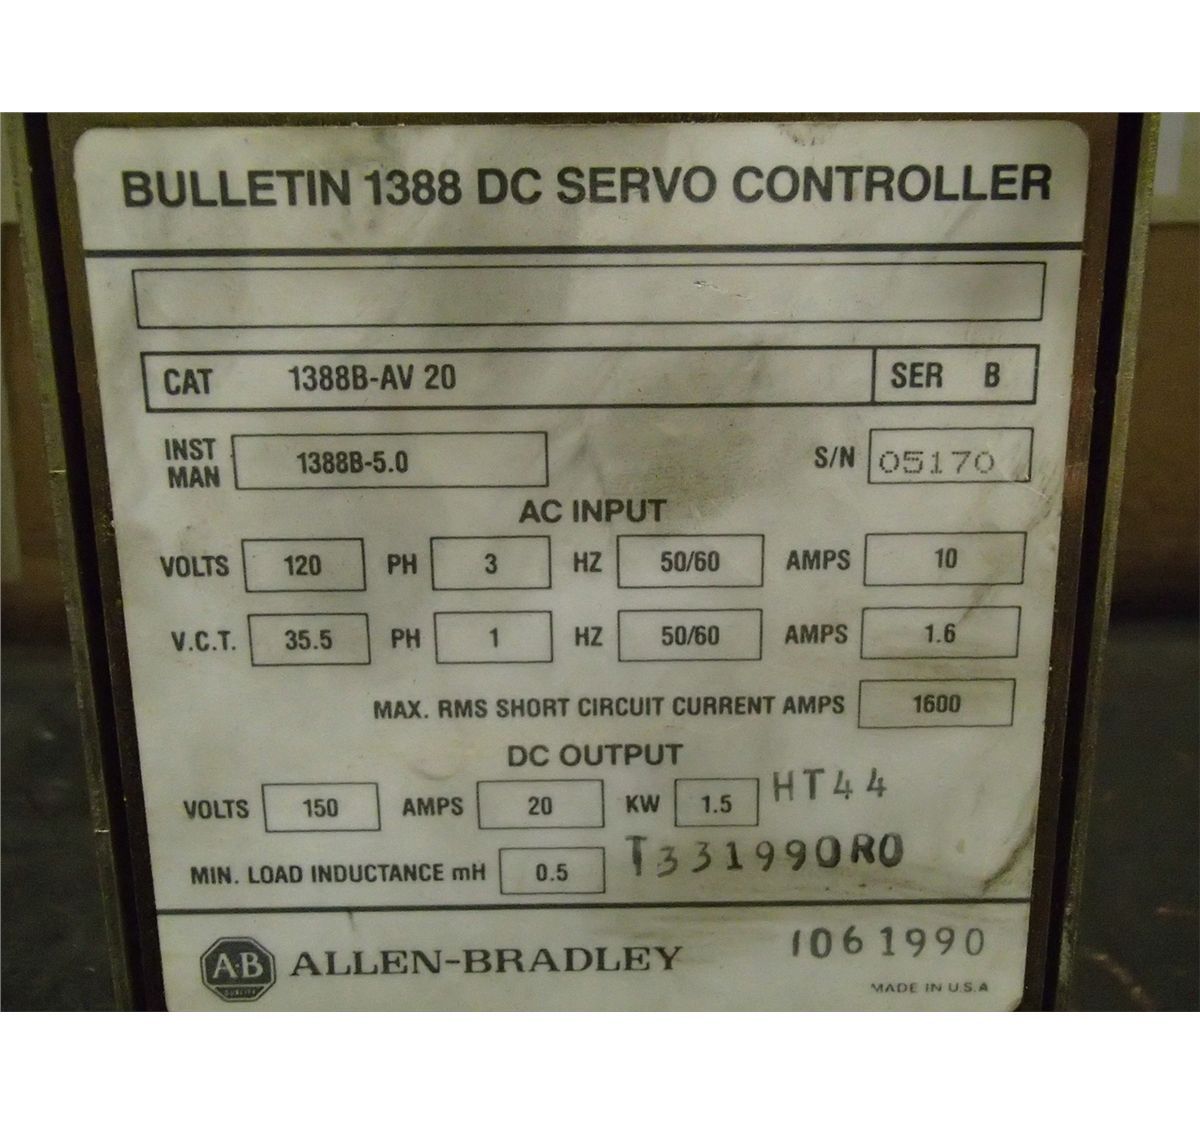 BULLETIN 1388 DC SERVO CONTROLLER
CAT 1388B-AV 20 SER B
INST MAN 1388B-5.0 S/N 05170
AC INPUT
VOLTS 120 PH 3 HZ 50/60 AMPS 10
V.C.T. 35.5 PH 1 HZ 50/60 AMPS 1.6
MAX. RMS SHORT CIRCUIT CURRENT AMPS 1600
DC OUTPUT
VOLTS 150 AMPS 20 KW 1.5 HT44
MIN. LOAD INDUCTANCE mH 0.5 T331990R0
A-B QUALITY ALLEN-BRADLEY 1061990
MADE IN U.S.A